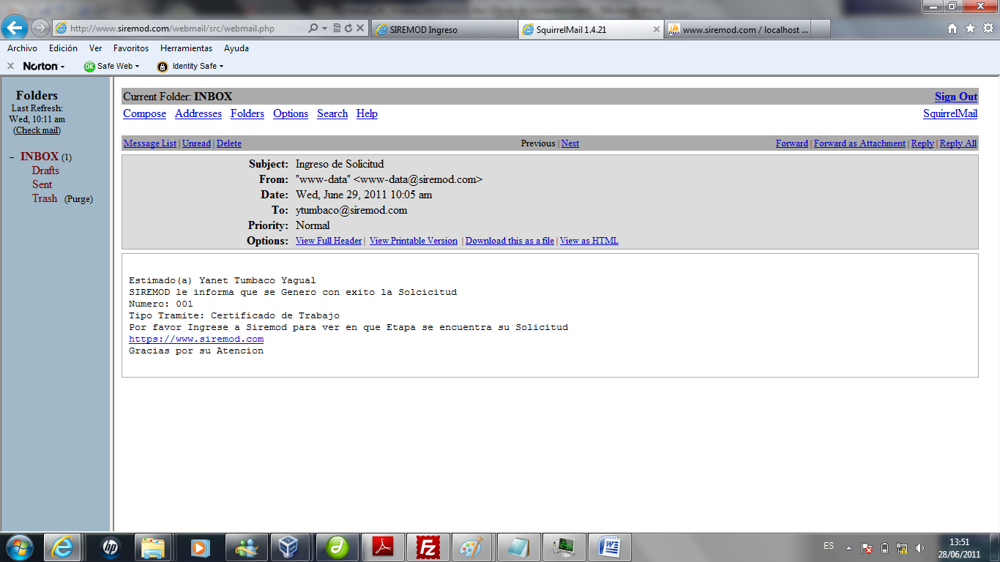 http://www.siremod.com/webmail/src/webmail.php
SIREMOD Ingreso
SquirrelMail 1.4.21
www.siremod.com / localhost ...
Archivo Edición Ver Favoritos Herramientas Ayuda
x Norton Safe Web Identity Safe
Folders
Last Refresh:
Wed, 10:11 am
(Check mail)
– INBOX (1)
Drafts
Sent
Trash (Purge)
Current Folder: INBOX Sign Out
Compose Addresses Folders Options Search Help SquirrelMail
Message List | Unread | Delete Previous | Next Forward | Forward as Attachment | Reply | Reply All
Subject: Ingreso de Solicitud
From: "www-data" <www-data@siremod.com>
Date: Wed, June 29, 2011 10:05 am
To: ytumbaco@siremod.com
Priority: Normal
Options: View Full Header | View Printable Version | Download this as a file | View as HTML
Estimado(a) Yanet Tumbaco Yagual
SIREMOD le informa que se Genero con exito la Solcicitud
Numero: 001
Tipo Tramite: Certificado de Trabajo
Por favor Ingrese a Siremod para ver en que Etapa se encuentra su Solicitud
https://www.siremod.com
Gracias por su Atencion
ES
13:51
28/06/2011